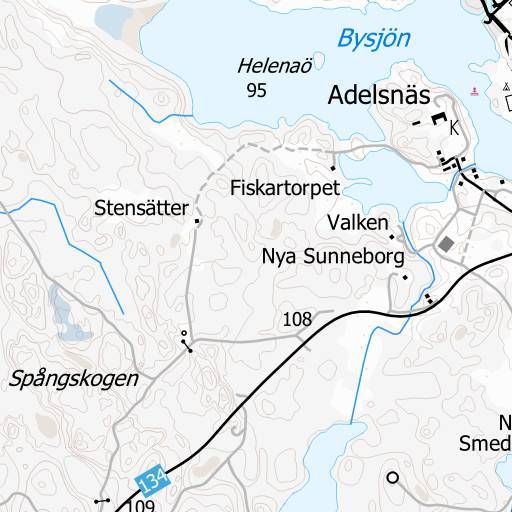 Bysjön
Helenaö
95
Adelsnäs
K
Fiskartorpet
Stensätter
Valken
Nya Sunneborg
108
Spångskogen
N
Smed
134
109